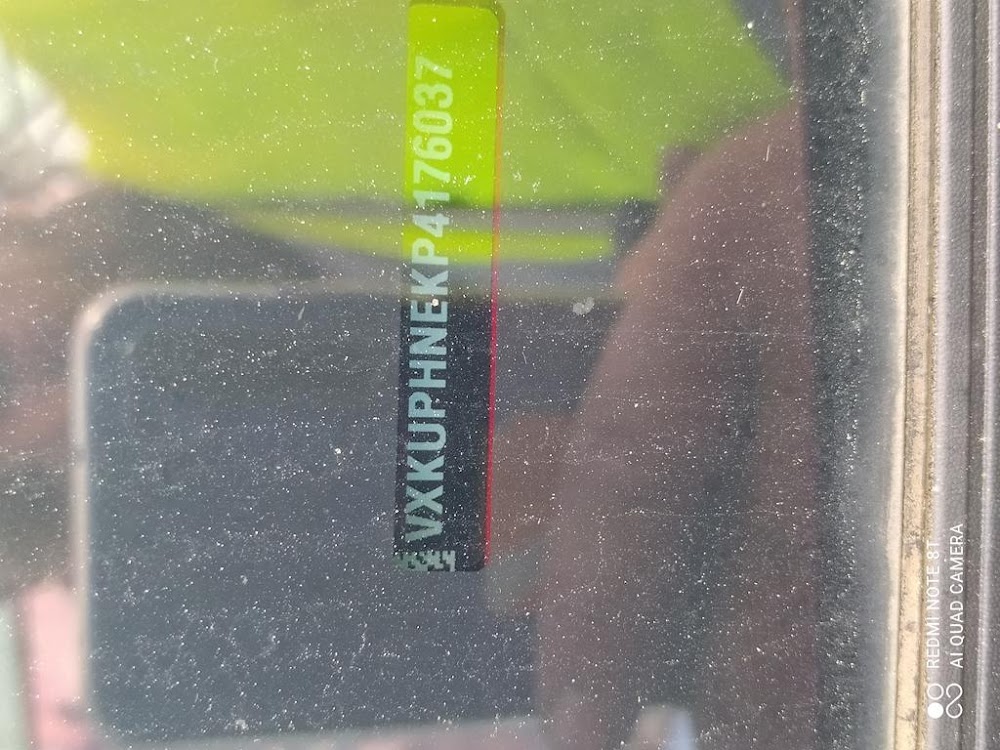 VXKUPHNEKP4176037
REDMI NOTE 8T
AI QUAD CAMERA